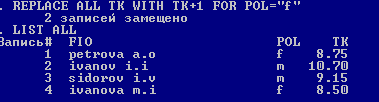 . REPLACE ALL TK WITH TK+1 FOR POL="f"
2 записей замещено
. LIST ALL
Запись# FIO POL TK
1 petrova a.o f 8.75
2 ivanov i.i m 10.70
3 sidorov i.v m 9.15
4 ivanova m.i f 8.50